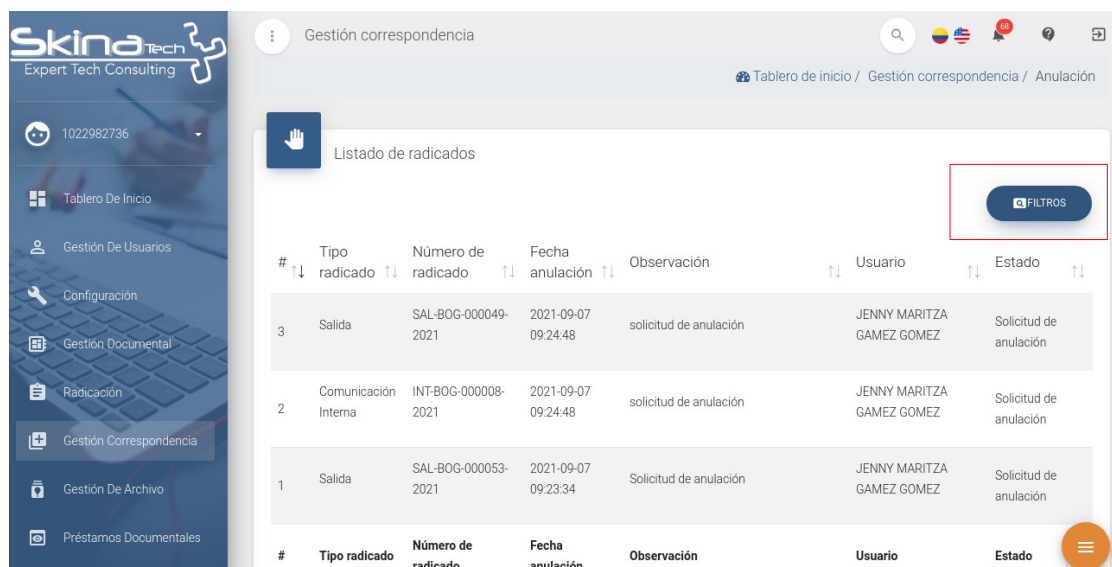 Skina Tech
Expert Tech Consulting
1022982736
Tablero De Inicio
Gestión De Usuarios
Configuración
Gestión Documental
Radicación
Gestión Correspondencia
Gestión De Archivo
Préstamos Documentales
Gestión correspondencia
68
Tablero de inicio / Gestión correspondencia / Anulación
Listado de radicados
FILTROS
# Tipo radicado Número de radicado Fecha anulación Observación Usuario Estado
3 Salida SAL-BOG-000049-2021 2021-09-07 09:24:48 solicitud de anulación JENNY MARITZA GAMEZ GOMEZ Solicitud de anulación
2 Comunicación Interna INT-BOG-000008-2021 2021-09-07 09:24:48 solicitud de anulación JENNY MARITZA GAMEZ GOMEZ Solicitud de anulación
1 Salida SAL-BOG-000053-2021 2021-09-07 09:23:34 Solicitud de anulación JENNY MARITZA GAMEZ GOMEZ Solicitud de anulación
# Tipo radicado Número de radicado Fecha anulación Observación Usuario Estado